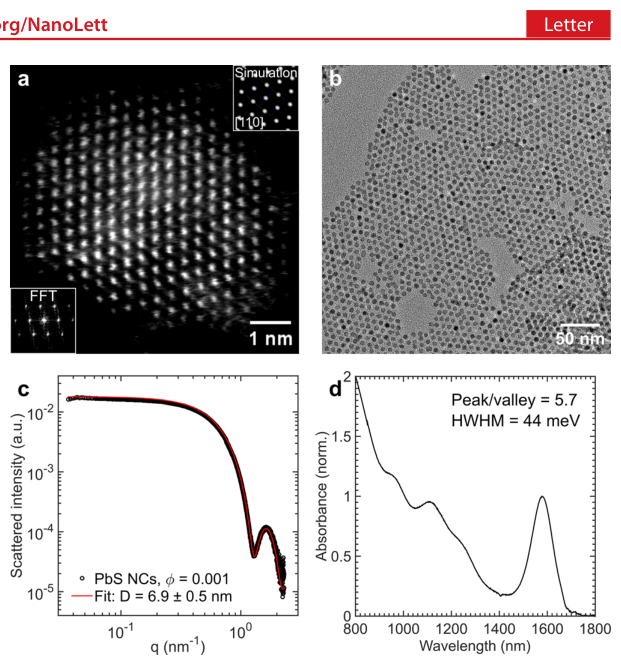 org/NanoLett
Letter
a
Simulation
[110]
FFT
1 nm
b
50 nm
c
Scattered intensity (a.u.)
10⁻²
10⁻³
10⁻⁴
10⁻⁵
PbS NCs, ϕ = 0.001
Fit: D = 6.9 ± 0.5 nm
10⁻¹
10⁰
q (nm⁻¹)
d
Absorbance (norm.)
2
1.5
1
0.5
0
Peak/valley = 5.7
HWHM = 44 meV
800 1000 1200 1400 1600 1800
Wavelength (nm)